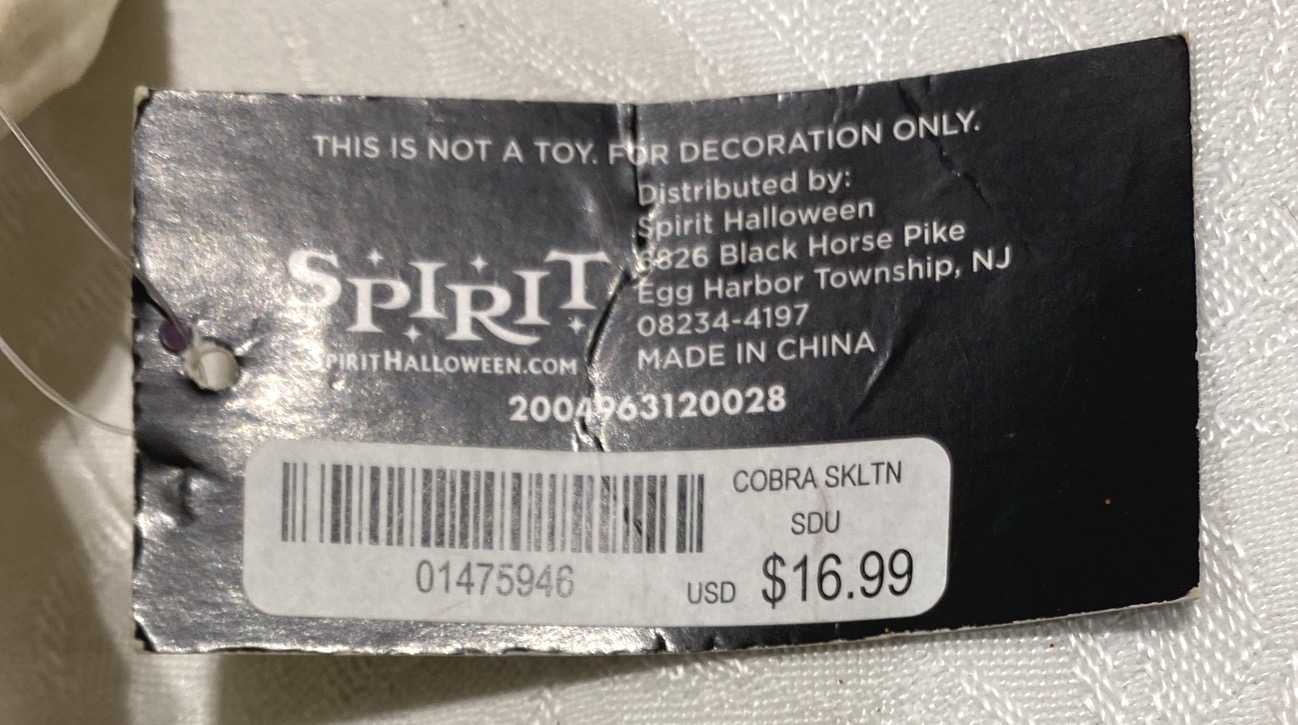 THIS IS NOT A TOY. FOR DECORATION ONLY.
SPIRIT
SPIRITHALLOWEEN.COM
Distributed by:
Spirit Halloween
6826 Black Horse Pike
Egg Harbor Township, NJ
08234-4197
MADE IN CHINA
2004963120028
COBRA SKLTN
SDU
01475946
USD $16.99